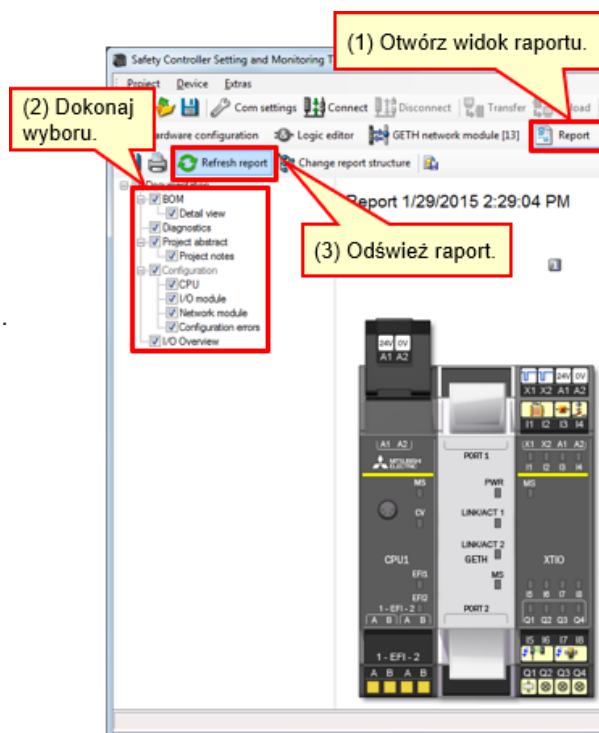 (1) Otwórz widok raportu.
Safety Controller Setting and Monitoring T
Project Device Extras
(2) Dokonaj
wyboru.
Com settings Connect Disconnect Transfer
Hardware configuration Logic editor GETH network module [13] Report
Refresh report Change report structure
Documentation
BOM
Detail view
Diagnostics
Project abstract
Project notes
Configuration
CPU
I/O module
Network module
Configuration errors
I/O Overview
Report 1/29/2015 2:29:04 PM
(3) Odśwież raport.
.
24V 0V
A1 A2
24V 0V
X1 X2 A1 A2
I1 I2 I3 I4
A1 A2
PORT 1
X1 X2 A1 A2
MITSUBISHI
ELECTRIC
I1 I2 I3 I4
MS
PWR
MS
CV
LINK/ACT 1
LINK/ACT 2
CPU1
GETH
XTIO
EFI1
MS
EFI2
I5 I6 I7 I8
1 - EFI - 2
PORT 2
A B A B
Q1 Q2 Q3 Q4
I5 I6 I7 I8
1 - EFI - 2
A B A B
Q1 Q2 Q3 Q4